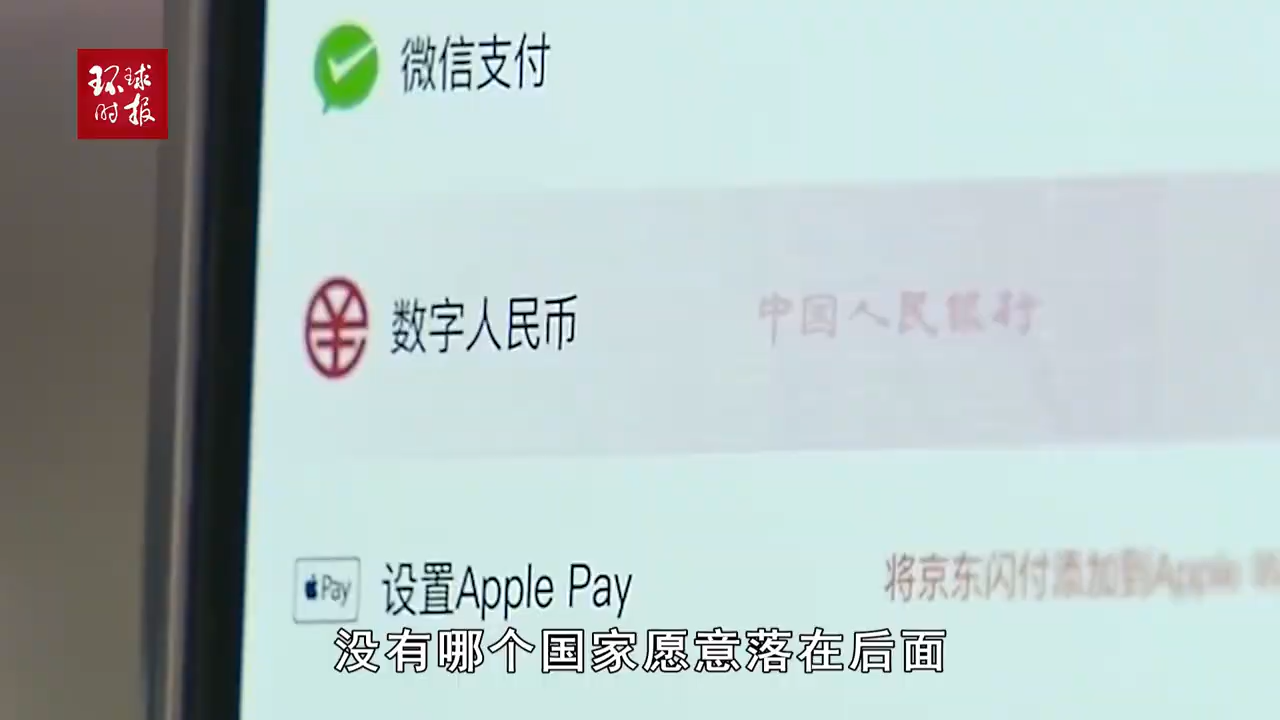 环球
时报
微信支付
数字人民币 中国人民银行
Pay 设置Apple Pay 将京东闪付添加到Apple
没有哪个国家愿意落在后面